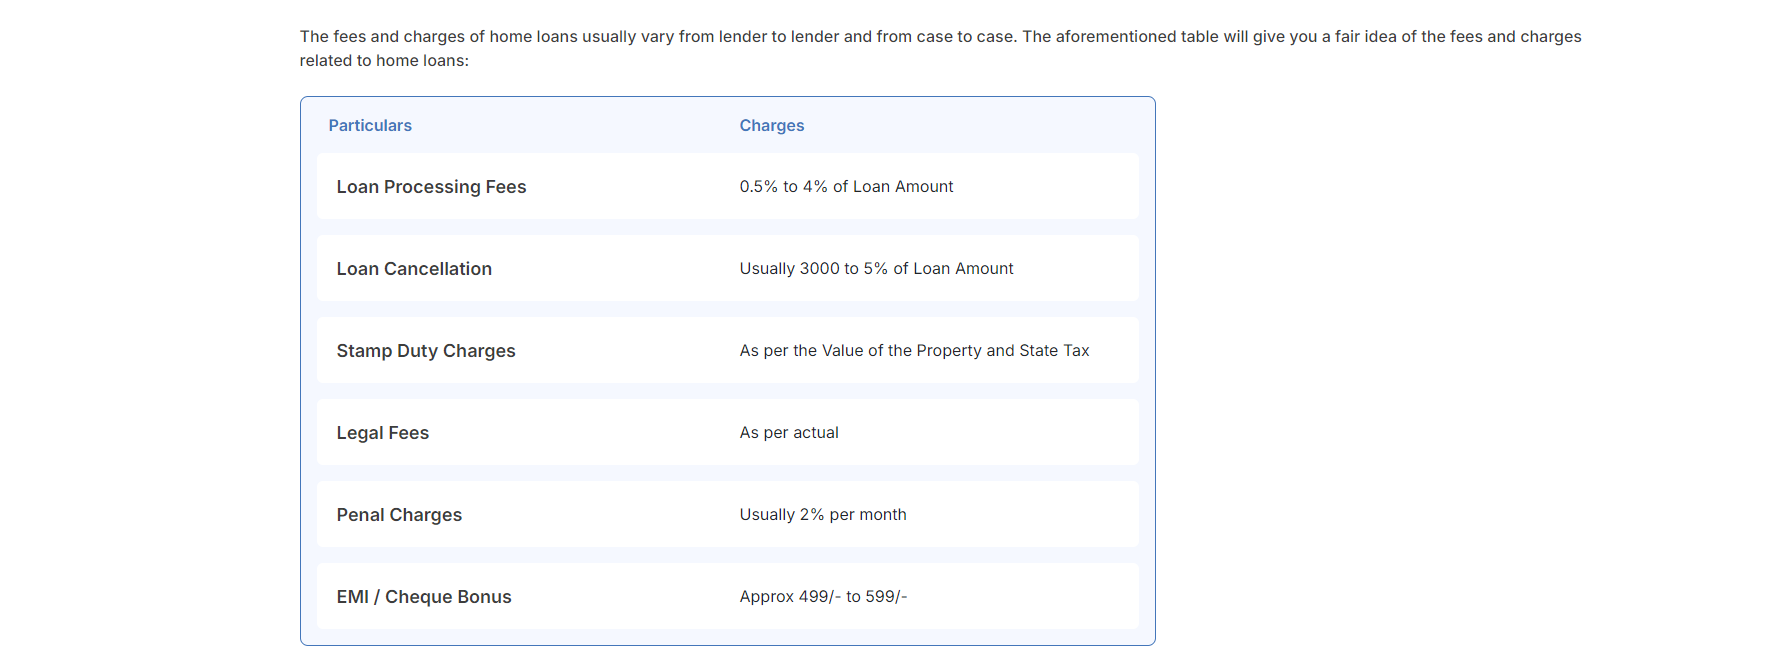 The fees and charges of home loans usually vary from lender to lender and from case to case. The aforementioned table will give you a fair idea of the fees and charges
related to home loans:
Particulars Charges
Loan Processing Fees 0.5% to 4% of Loan Amount
Loan Cancellation Usually 3000 to 5% of Loan Amount
Stamp Duty Charges As per the Value of the Property and State Tax
Legal Fees As per actual
Penal Charges Usually 2% per month
EMI / Cheque Bonus Approx 499/- to 599/-